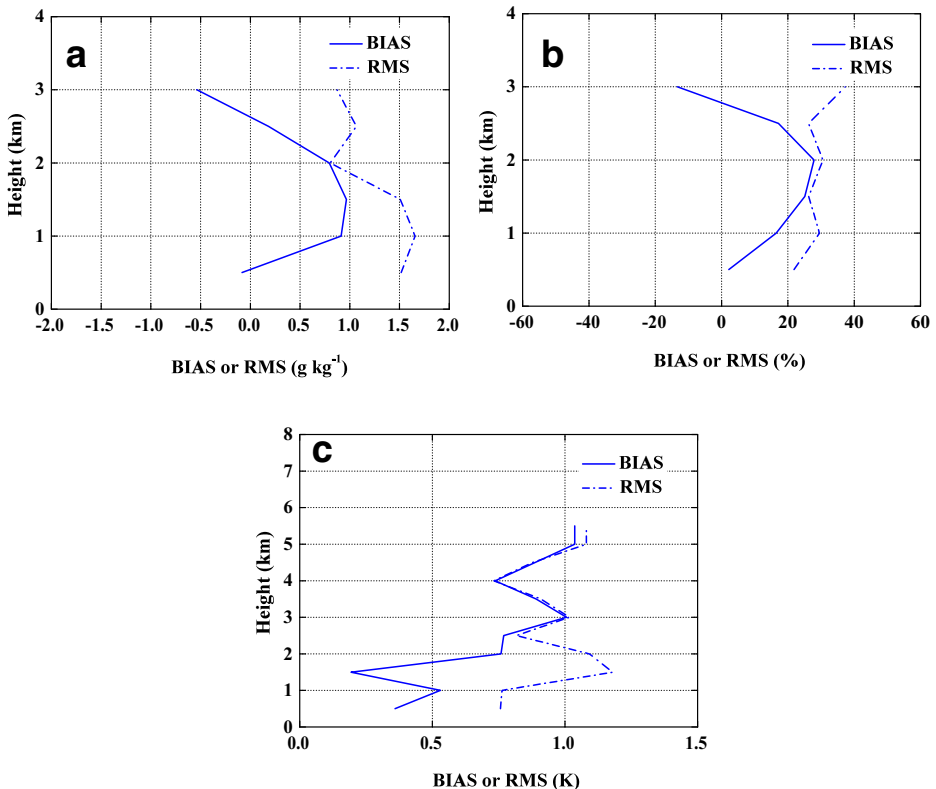 a
BIAS
RMS
Height (km)
4
3
2
1
0
-2.0 -1.5 -1.0 -0.5 0.0 0.5 1.0 1.5 2.0
BIAS or RMS (g kg⁻¹)
b
BIAS
RMS
Height (km)
4
3
2
1
0
-60 -40 -20 0 20 40 60
BIAS or RMS (%)
c
BIAS
RMS
Height (km)
8
7
6
5
4
3
2
1
0
0.0 0.5 1.0 1.5
BIAS or RMS (K)